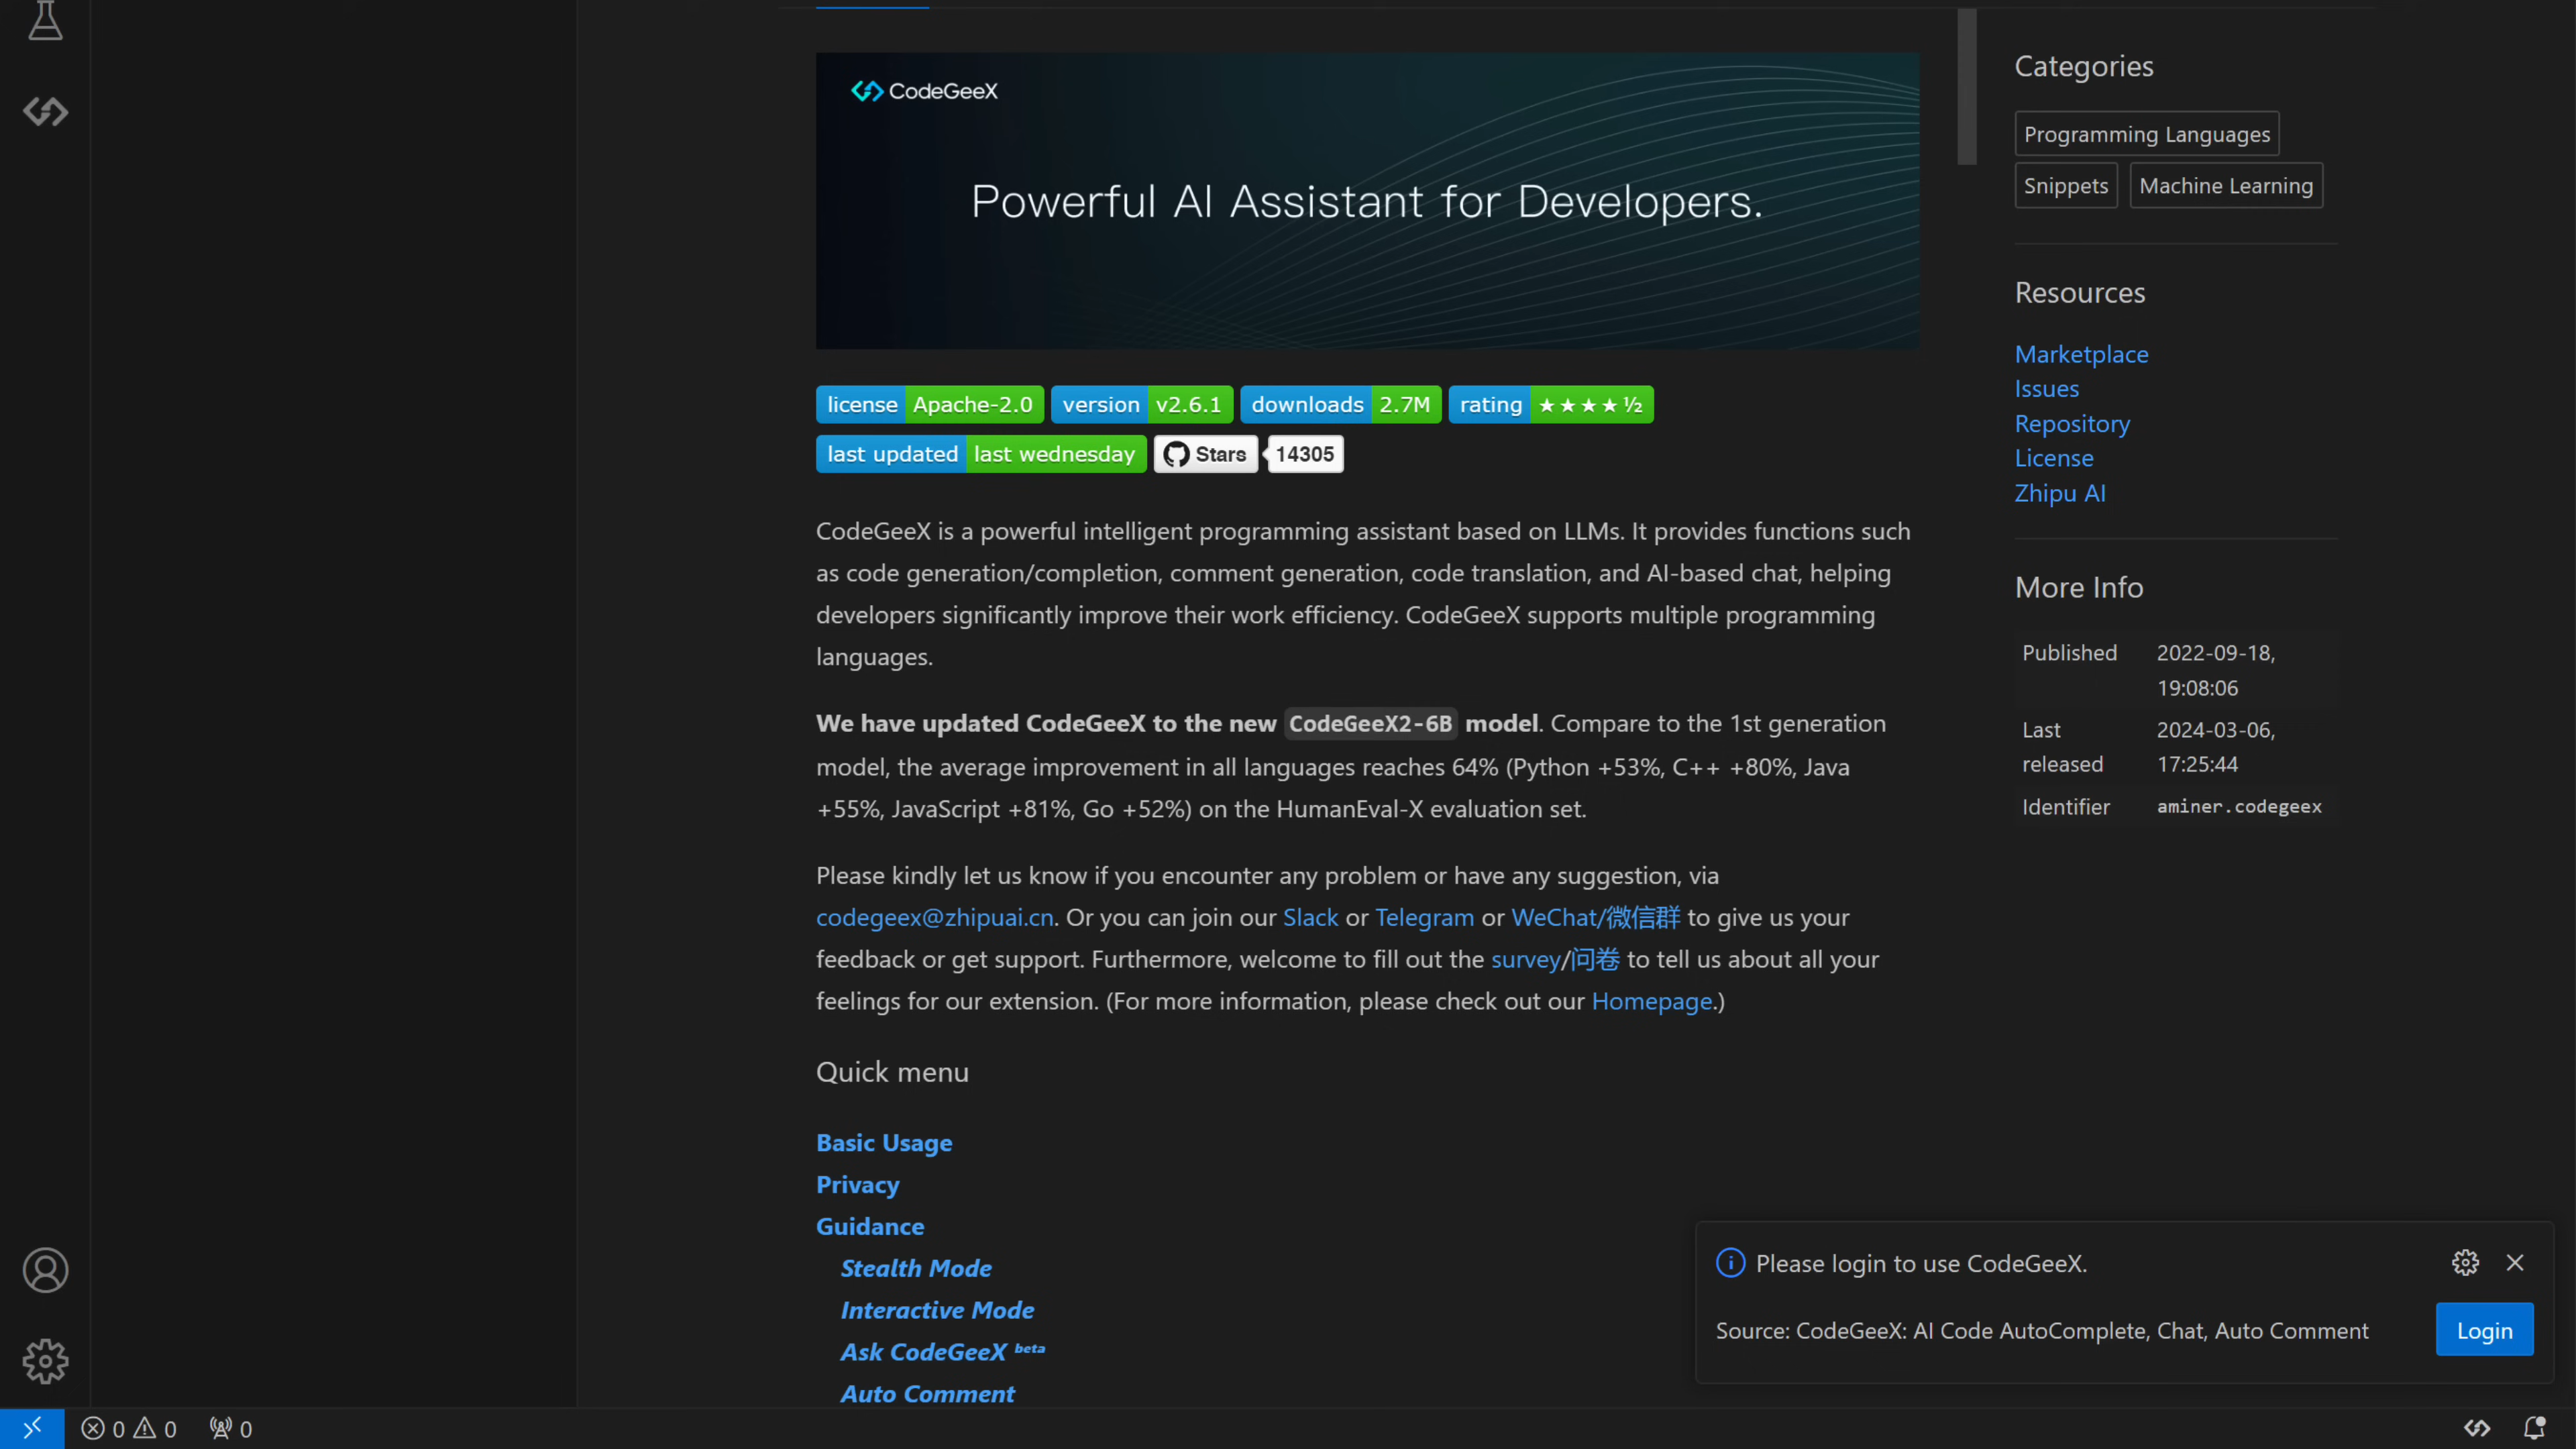 CodeGeeX
Powerful AI Assistant for Developers.
license Apache-2.0 version v2.6.1 downloads 2.7M rating ★★★★½
last updated last wednesday Stars 14305
CodeGeeX is a powerful intelligent programming assistant based on LLMs. It provides functions such
as code generation/completion, comment generation, code translation, and AI-based chat, helping
developers significantly improve their work efficiency. CodeGeeX supports multiple programming
languages.
We have updated CodeGeeX to the new CodeGeeX2-6B model. Compare to the 1st generation
model, the average improvement in all languages reaches 64% (Python +53%, C++ +80%, Java
+55%, JavaScript +81%, Go +52%) on the HumanEval-X evaluation set.
Please kindly let us know if you encounter any problem or have any suggestion, via
codegeex@zhipuai.cn. Or you can join our Slack or Telegram or WeChat/微信群 to give us your
feedback or get support. Furthermore, welcome to fill out the survey/问卷 to tell us about all your
feelings for our extension. (For more information, please check out our Homepage.)
Quick menu
Basic Usage
Privacy
Guidance
Stealth Mode
Interactive Mode
Ask CodeGeeX beta
Auto Comment
Categories
Programming Languages
Snippets Machine Learning
Resources
Marketplace
Issues
Repository
License
Zhipu AI
More Info
Published 2022-09-18,
19:08:06
Last 2024-03-06,
released 17:25:44
Identifier aminer.codegeex
Please login to use CodeGeeX.
Source: CodeGeeX: AI Code AutoComplete, Chat, Auto Comment Login
0 0 0